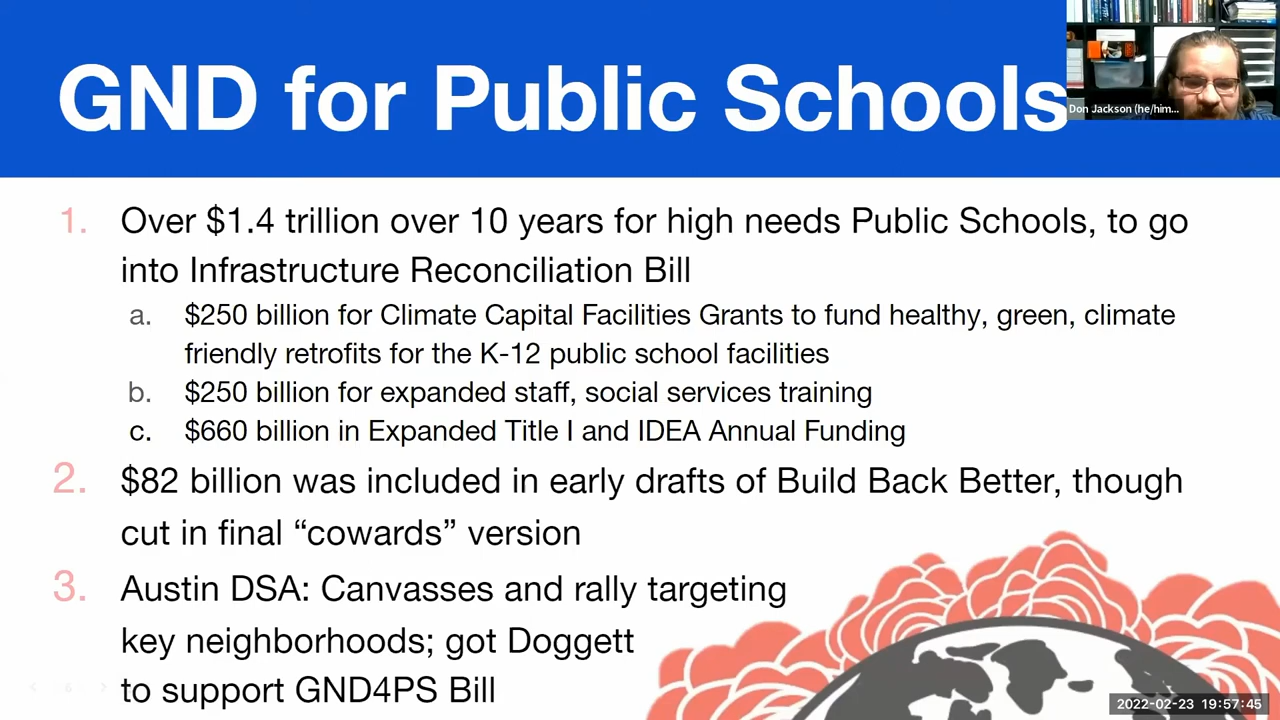 GND for Public Schools
Don Jackson (he/him...
1. Over $1.4 trillion over 10 years for high needs Public Schools, to go
into Infrastructure Reconciliation Bill
a. $250 billion for Climate Capital Facilities Grants to fund healthy, green, climate
friendly retrofits for the K-12 public school facilities
b. $250 billion for expanded staff, social services training
c. $660 billion in Expanded Title I and IDEA Annual Funding
2. $82 billion was included in early drafts of Build Back Better, though
cut in final “cowards” version
3. Austin DSA: Canvasses and rally targeting
key neighborhoods; got Doggett
to support GND4PS Bill
6
2022-02-23 19:57:45